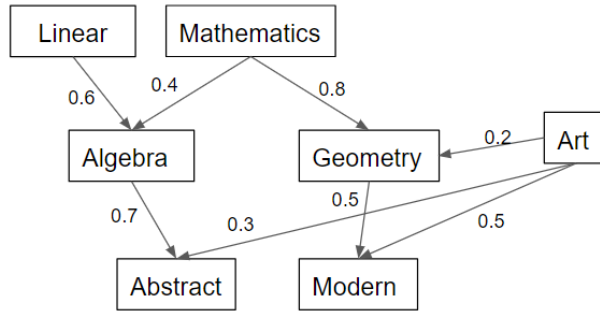 Linear
Mathematics
0.6
0.4
0.8
Algebra
Geometry
0.2
Art
0.7
0.3
0.5
0.5
Abstract
Modern